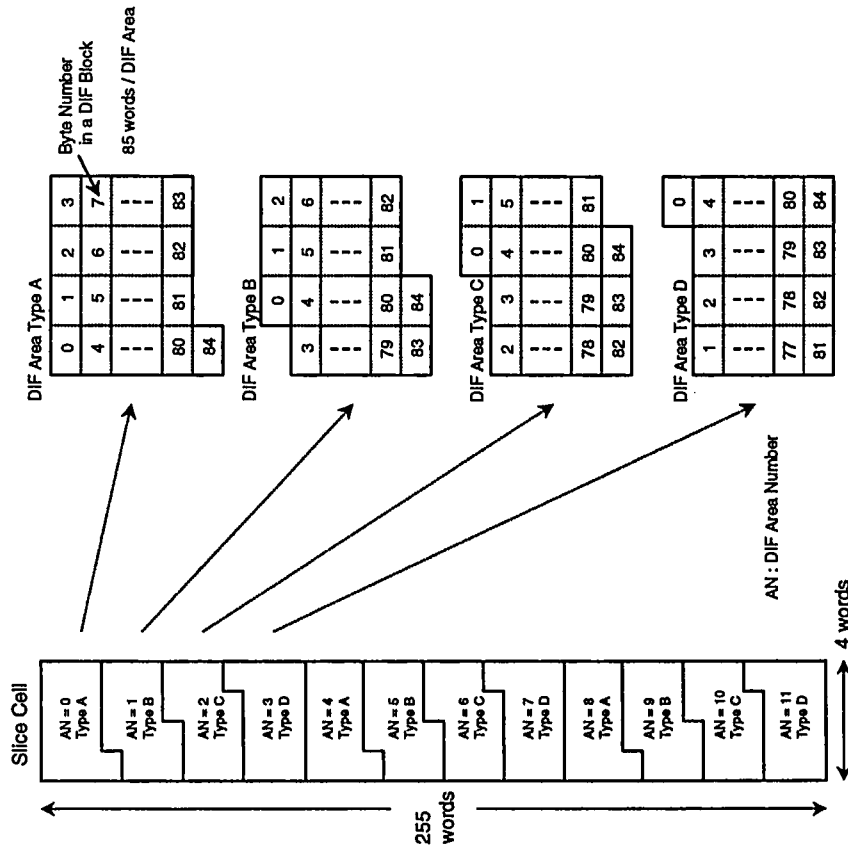 Slice Cell
AN = 0
Type A
AN = 1
Type B
AN = 2
Type C
AN = 3
Type D
AN = 4
Type A
AN = 5
Type B
AN = 6
Type C
AN = 7
Type D
AN = 8
Type A
AN = 9
Type B
AN = 10
Type C
AN = 11
Type D
255
words
4 words
AN : DIF Area Number
DIF Area Type A
0 1 2 3
4 5 6 7
--- --- --- ---
80 81 82 83
84
Byte Number
in a DIF Block
85 words / DIF Area
DIF Area Type B
0 1 2
3 4 5 6
--- --- --- ---
79 80 81 82
83 84
DIF Area Type C
0 1
2 3 4 5
--- --- --- ---
78 79 80 81
82 83 84
DIF Area Type D
0
1 2 3 4
--- --- --- ---
77 78 79 80
81 82 83 84